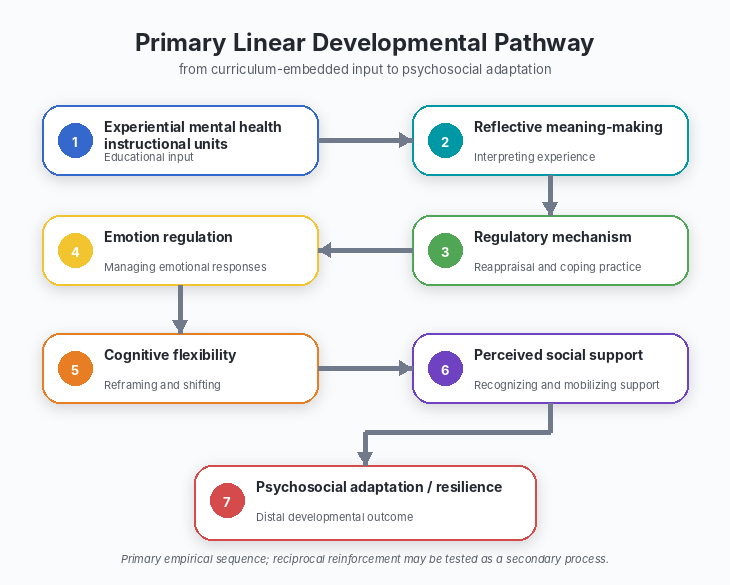 Primary Linear Developmental Pathway
from curriculum-embedded input to psychosocial adaptation
1
Experiential mental health
instructional units
Educational input
2
Reflective meaning-making
Interpreting experience
3
Regulatory mechanism
Reappraisal and coping practice
4
Emotion regulation
Managing emotional responses
5
Cognitive flexibility
Reframing and shifting
6
Perceived social support
Recognizing and mobilizing support
7
Psychosocial adaptation / resilience
Distal developmental outcome
Primary empirical sequence; reciprocal reinforcement may be tested as a secondary process.